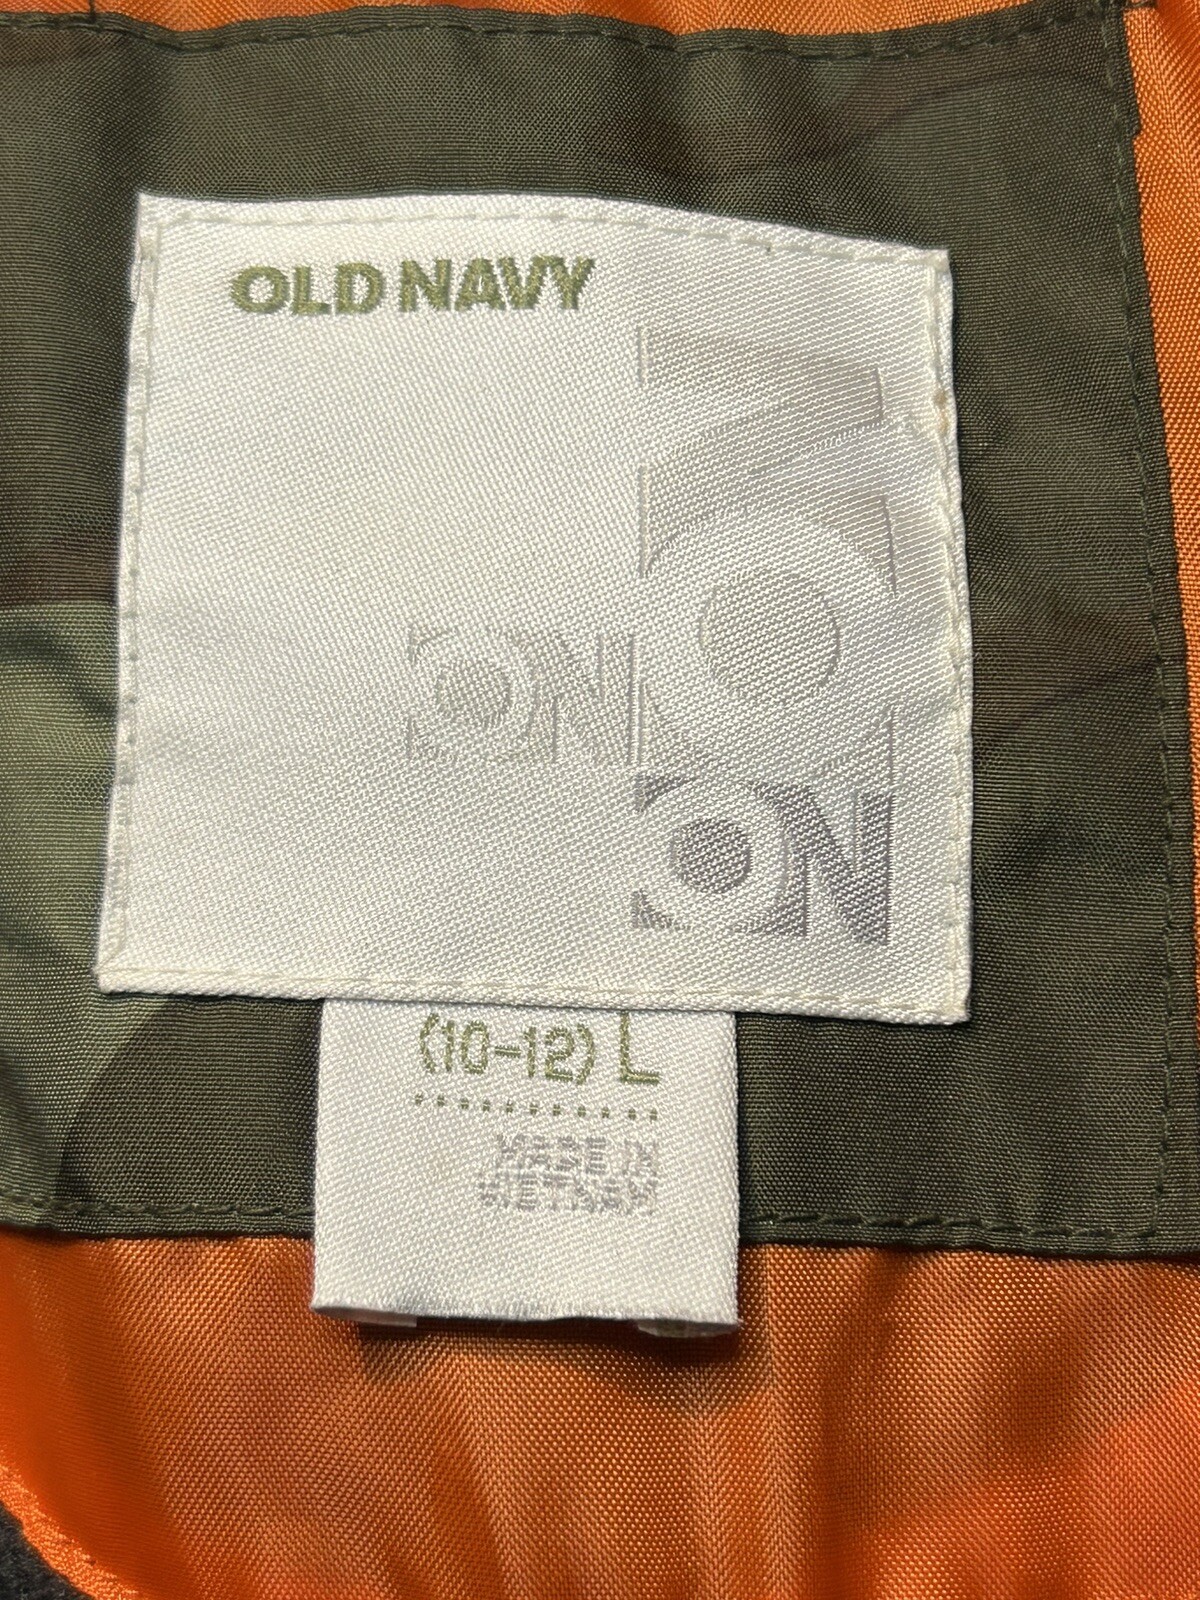 OLD NAVY
ON
ON
(10-12) L
MADE IN
VIETNAM